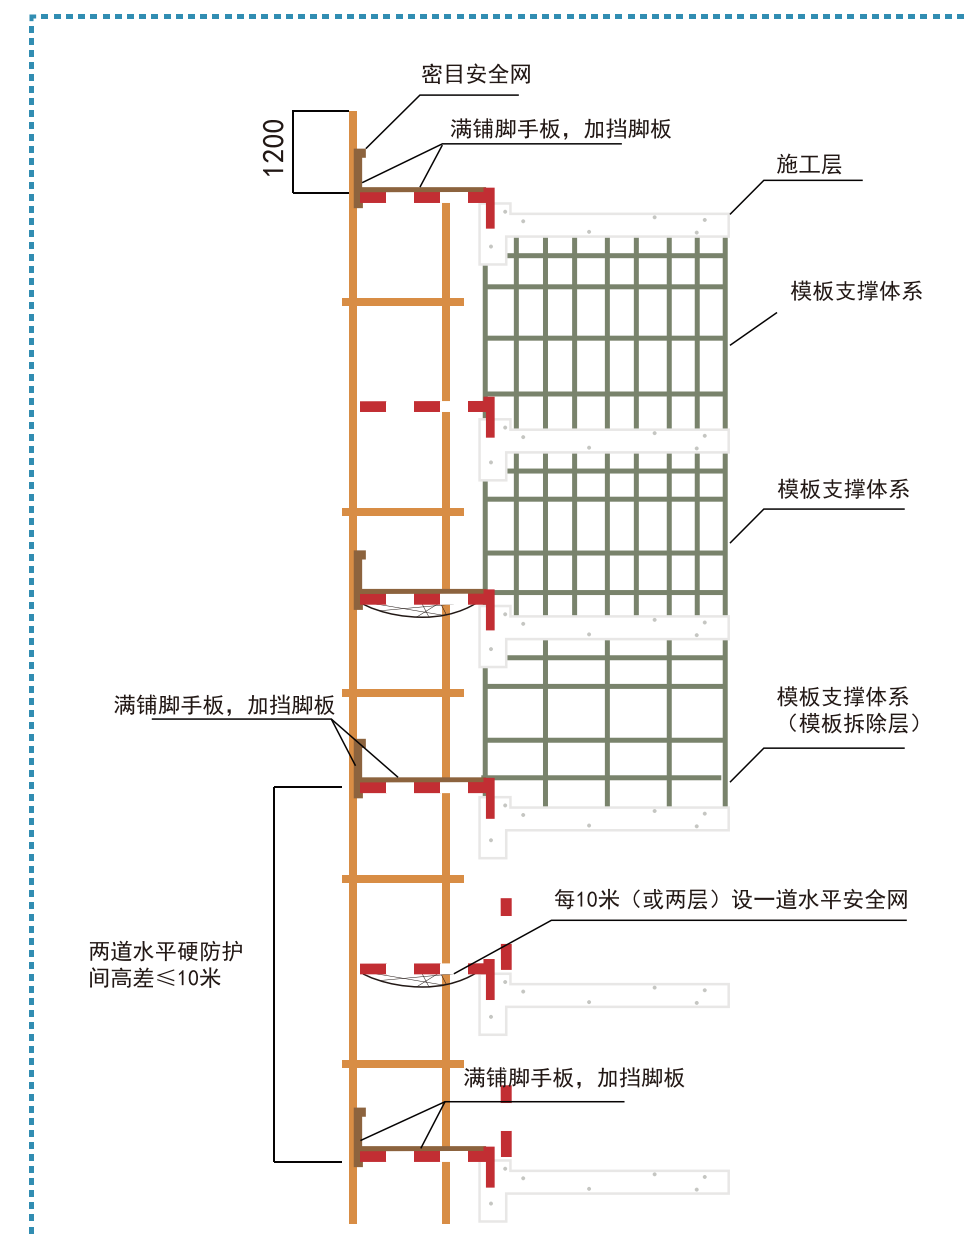 密目安全网
1200
满铺脚手板，加挡脚板
施工层
模板支撑体系
模板支撑体系
模板支撑体系
（模板拆除层）
满铺脚手板，加挡脚板
每10米（或两层）设一道水平安全网
两道水平硬防护
间高差≤10米
满铺脚手板，加挡脚板